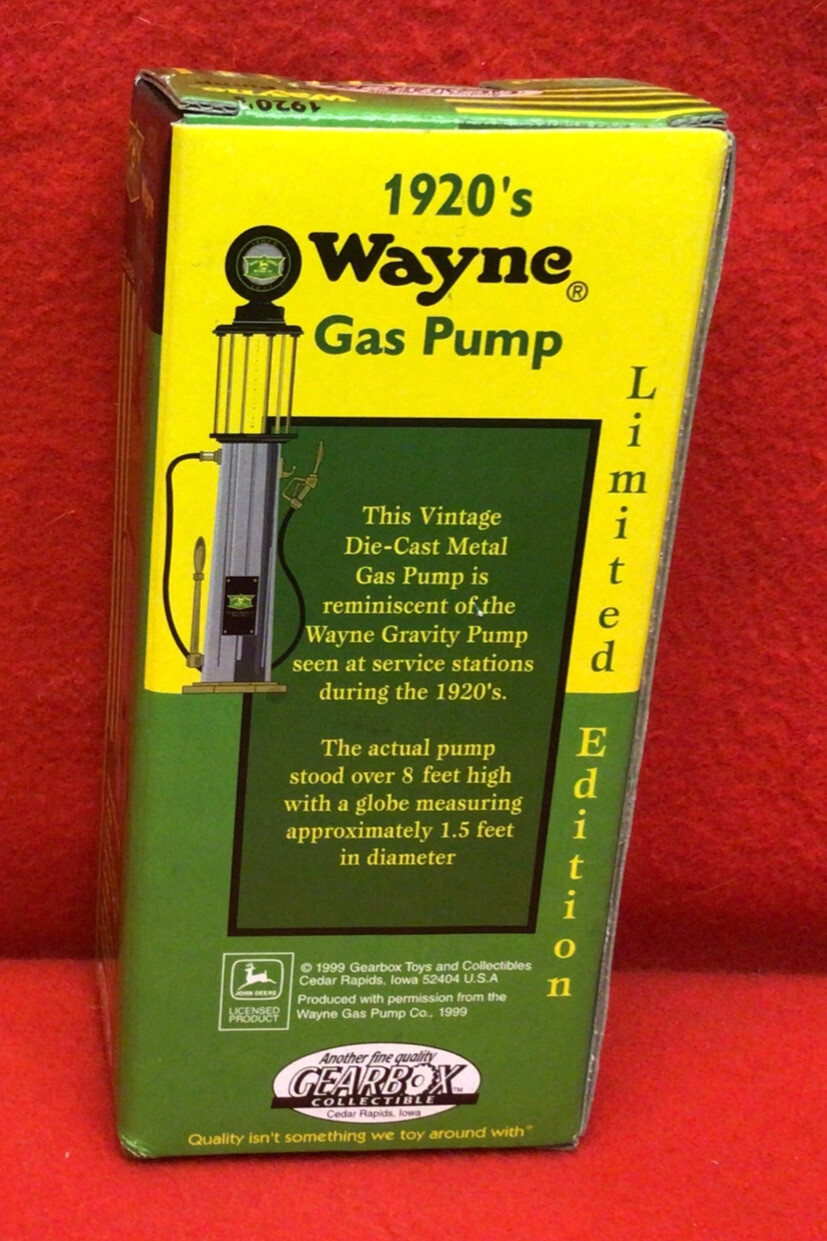 1920's
1920's
Wayne®
Gas Pump
Limited
Edition
This Vintage
Die-Cast Metal
Gas Pump is
reminiscent of the
Wayne Gravity Pump
seen at service stations
during the 1920's.
The actual pump
stood over 8 feet high
with a globe measuring
approximately 1.5 feet
in diameter
JOHN DEERE
LICENSED
PRODUCT
© 1999 Gearbox Toys and Collectibles
Cedar Rapids, Iowa 52404 U.S.A
Produced with permission from the
Wayne Gas Pump Co., 1999
Another fine quality
GEARBOX™
COLLECTIBLE
Cedar Rapids, Iowa
Quality isn't something we toy around with®